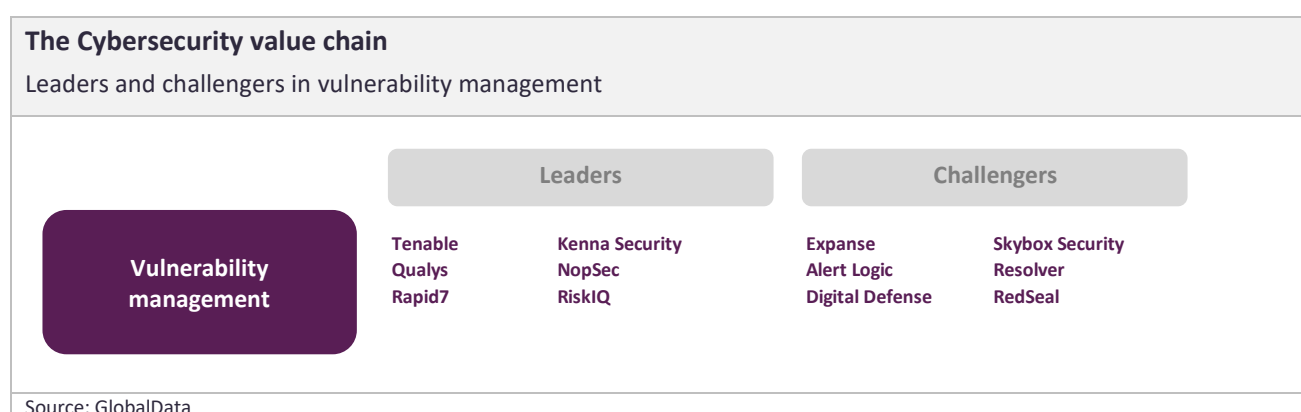 The Cybersecurity value chain
Leaders and challengers in vulnerability management
Leaders
Challengers
Vulnerability
management
Tenable
Qualys
Rapid7
Kenna Security
NopSec
RiskIQ
Expanse
Alert Logic
Digital Defense
Skybox Security
Resolver
RedSeal
Source: GlobalData